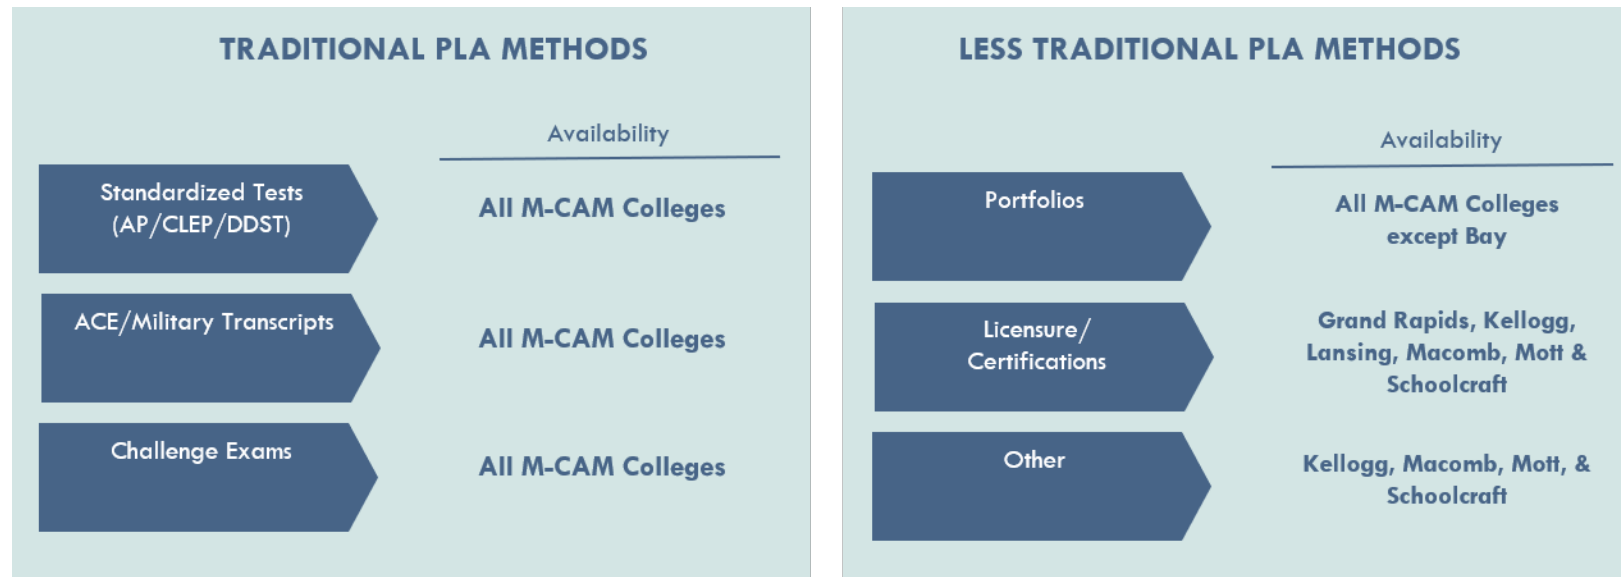 TRADITIONAL PLA METHODS
Availability
Standardized Tests
(AP/CLEP/DDST)
All M-CAM Colleges
ACE/Military Transcripts
All M-CAM Colleges
Challenge Exams
All M-CAM Colleges
LESS TRADITIONAL PLA METHODS
Availability
Portfolios
All M-CAM Colleges
except Bay
Licensure/
Certifications
Grand Rapids, Kellogg,
Lansing, Macomb, Mott &
Schoolcraft
Other
Kellogg, Macomb, Mott, &
Schoolcraft